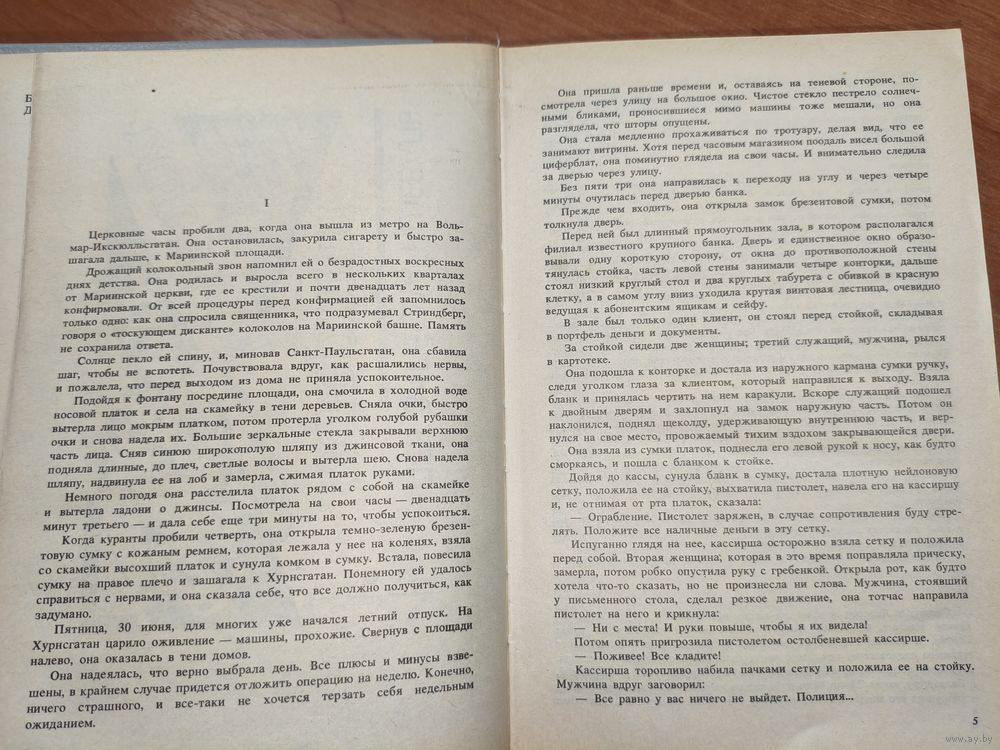 Б
Д
I
Церковные часы пробили два, когда она вышла из метро на Воль-
мар-Икскюлльсгатан. Она остановилась, закурила сигарету и быстро за-
шагала дальше, к Мариинской площади.
Дрожащий колокольный звон напомнил ей о безрадостных воскресных
днях детства. Она родилась и выросла всего в нескольких кварталах
от Мариинской церкви, где ее крестили и почти двенадцать лет назад
конфирмовали. От всей процедуры перед конфирмацией ей запомнилось
только одно: как она спросила священника, что подразумевал Стриндберг,
говоря о «тоскующем дисканте» колоколов на Мариинской башне. Память
не сохранила ответа.
Солнце пекло ей спину, и, миновав Санкт-Паульсгатан, она сбавила
шаг, чтобы не вспотеть. Почувствовала вдруг, как расшалились нервы,
и пожалела, что перед выходом из дома не приняла успокоительное.
Подойдя к фонтану посредине площади, она смочила в холодной воде
носовой платок и села на скамейку в тени деревьев. Сняла очки, быстро
вытерла лицо мокрым платком, потом протерла уголком голубой рубашки
очки и снова надела их. Большие зеркальные стекла закрывали верхнюю
часть лица. Сняв синюю широкополую шляпу из джинсовой ткани, она
подняла длинные, до плеч, светлые волосы и вытерла шею. Снова надела
шляпу, надвинула ее на лоб и замерла, сжимая платок руками.
Немного погодя она расстелила платок рядом с собой на скамейке
и вытерла ладони о джинсы. Посмотрела на свои часы — двенадцать
минут третьего — и дала себе еще три минуты на то, чтобы успокоиться.
Когда куранты пробили четверть, она открыла темно-зеленую брезен-
товую сумку с кожаным ремнем, которая лежала у нее на коленях, взяла
со скамейки высохший платок и сунула комком в сумку. Встала, повесила
сумку на правое плечо и зашагала к Хурнсгатан. Понемногу ей удалось
справиться с нервами, и она сказала себе, что все должно получиться, как
задумано.
Пятница, 30 июня, для многих уже начался летний отпуск. На
Хурнсгатан царило оживление — машины, прохожие. Свернув с площади
налево, она оказалась в тени домов.
Она надеялась, что верно выбрала день. Все плюсы и минусы взве-
шены, в крайнем случае придется отложить операцию на неделю. Конечно,
ничего страшного, и все-таки не хочется терзать себя недельным
ожиданием.
Она пришла раньше времени и, оставаясь на теневой стороне, по-
смотрела через улицу на большое окно. Чистое стекло пестрело солнеч-
ными бликами, проносившиеся мимо машины тоже мешали, но она
разглядела, что шторы опущены.
Она стала медленно прохаживаться по тротуару, делая вид, что ее
занимают витрины. Хотя перед часовым магазином поодаль висел большой
циферблат, она поминутно глядела на свои часы. И внимательно следила
за дверью через улицу.
Без пяти три она направилась к переходу на углу и через четыре
минуты очутилась перед дверью банка.
Прежде чем входить, она открыла замок брезентовой сумки, потом
толкнула дверь.
Перед ней был длинный прямоугольник зала, в котором располагался
филиал известного крупного банка. Дверь и единственное окно образо-
вывали одну короткую сторону, от окна до противоположной стены
тянулась стойка, часть левой стены занимали четыре конторки, дальше
стоял низкий круглый стол и два круглых табурета с обивкой в красную
клетку, а в самом углу вниз уходила крутая винтовая лестница, очевидно
ведущая к абонентским ящикам и сейфу.
В зале был только один клиент, он стоял перед стойкой, складывая
в портфель деньги и документы.
За стойкой сидели две женщины; третий служащий, мужчина, рылся
в картотеке.
Она подошла к конторке и достала из наружного кармана сумки ручку,
следя уголком глаза за клиентом, который направился к выходу. Взяла
бланк и принялась чертить на нем каракули. Вскоре служащий подошел
к двойным дверям и захлопнул на замок наружную часть. Потом он
наклонился, поднял щеколду, удерживающую внутреннюю часть, и вер-
нулся на свое место, провожаемый тихим вздохом закрывающейся двери.
Она взяла из сумки платок, поднесла его левой рукой к носу, как будто
сморкаясь, и пошла с бланком к стойке.
Дойдя до кассы, сунула бланк в сумку, достала плотную нейлоновую
сетку, положила ее на стойку, выхватила пистолет, навела его на кассиршу
и, не отнимая от рта платок, сказала:
— Ограбление. Пистолет заряжен, в случае сопротивления буду стре-
лять. Положите все наличные деньги в эту сетку.
Испуганно глядя на нее, кассирша осторожно взяла сетку и положила
перед собой. Вторая женщина, которая в это время поправляла прическу,
замерла, потом робко опустила руку с гребенкой. Открыла рот, как будто
хотела что-то сказать, но не произнесла ни слова. Мужчина, стоявший
у письменного стола, сделал резкое движение, она тотчас направила
пистолет на него и крикнула:
— Ни с места! И руки повыше, чтобы я их видела!
Потом опять пригрозила пистолетом остолбеневшей кассирше.
— Поживее! Все кладите!
Кассирша торопливо набила пачками сетку и положила ее на стойку.
Мужчина вдруг заговорил:
— Все равно у вас ничего не выйдет. Полиция...
5
www.ay.by